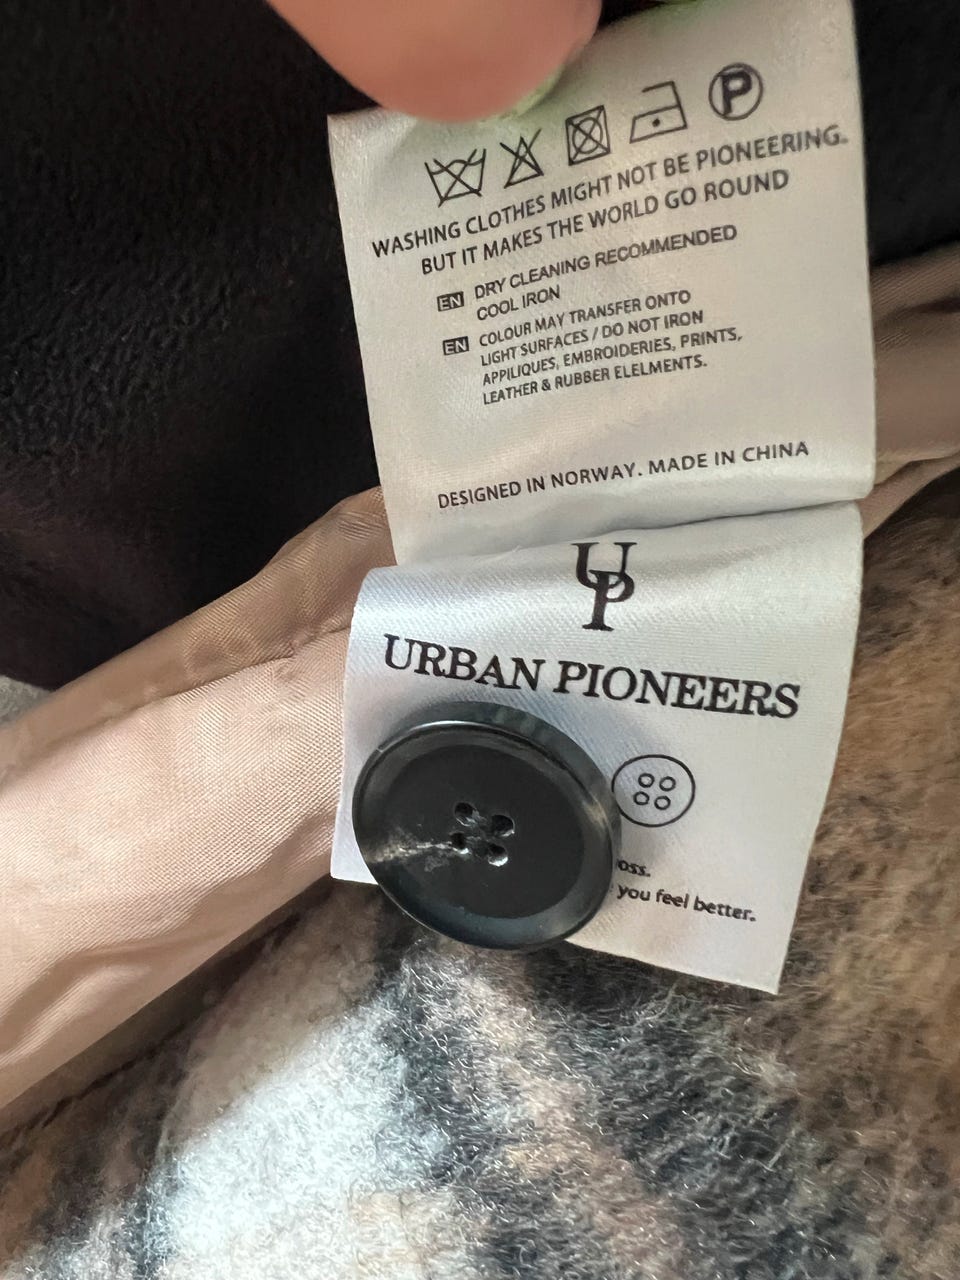 P
WASHING CLOTHES MIGHT NOT BE PIONEERING.
BUT IT MAKES THE WORLD GO ROUND
EN DRY CLEANING RECOMMENDED
COOL IRON
EN COLOUR MAY TRANSFER ONTO
LIGHT SURFACES / DO NOT IRON
APPILIQUES, EMBROIDERIES, PRINTS,
LEATHER & RUBBER ELELMENTS.
DESIGNED IN NORWAY. MADE IN CHINA
UP
URBAN PIONEERS
you feel better.